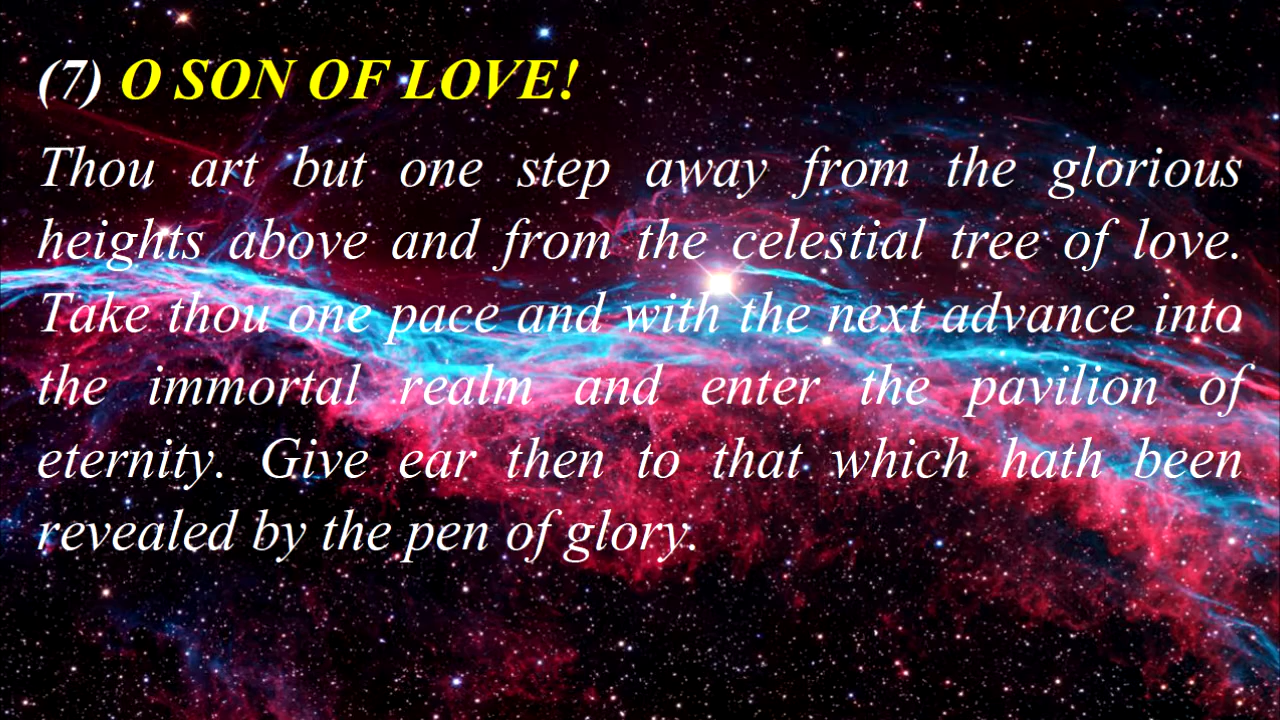 (7) O SON OF LOVE!
Thou art but one step away from the glorious
heights above and from the celestial tree of love.
Take thou one pace and with the next advance into
the immortal realm and enter the pavilion of
eternity. Give ear then to that which hath been
revealed by the pen of glory.